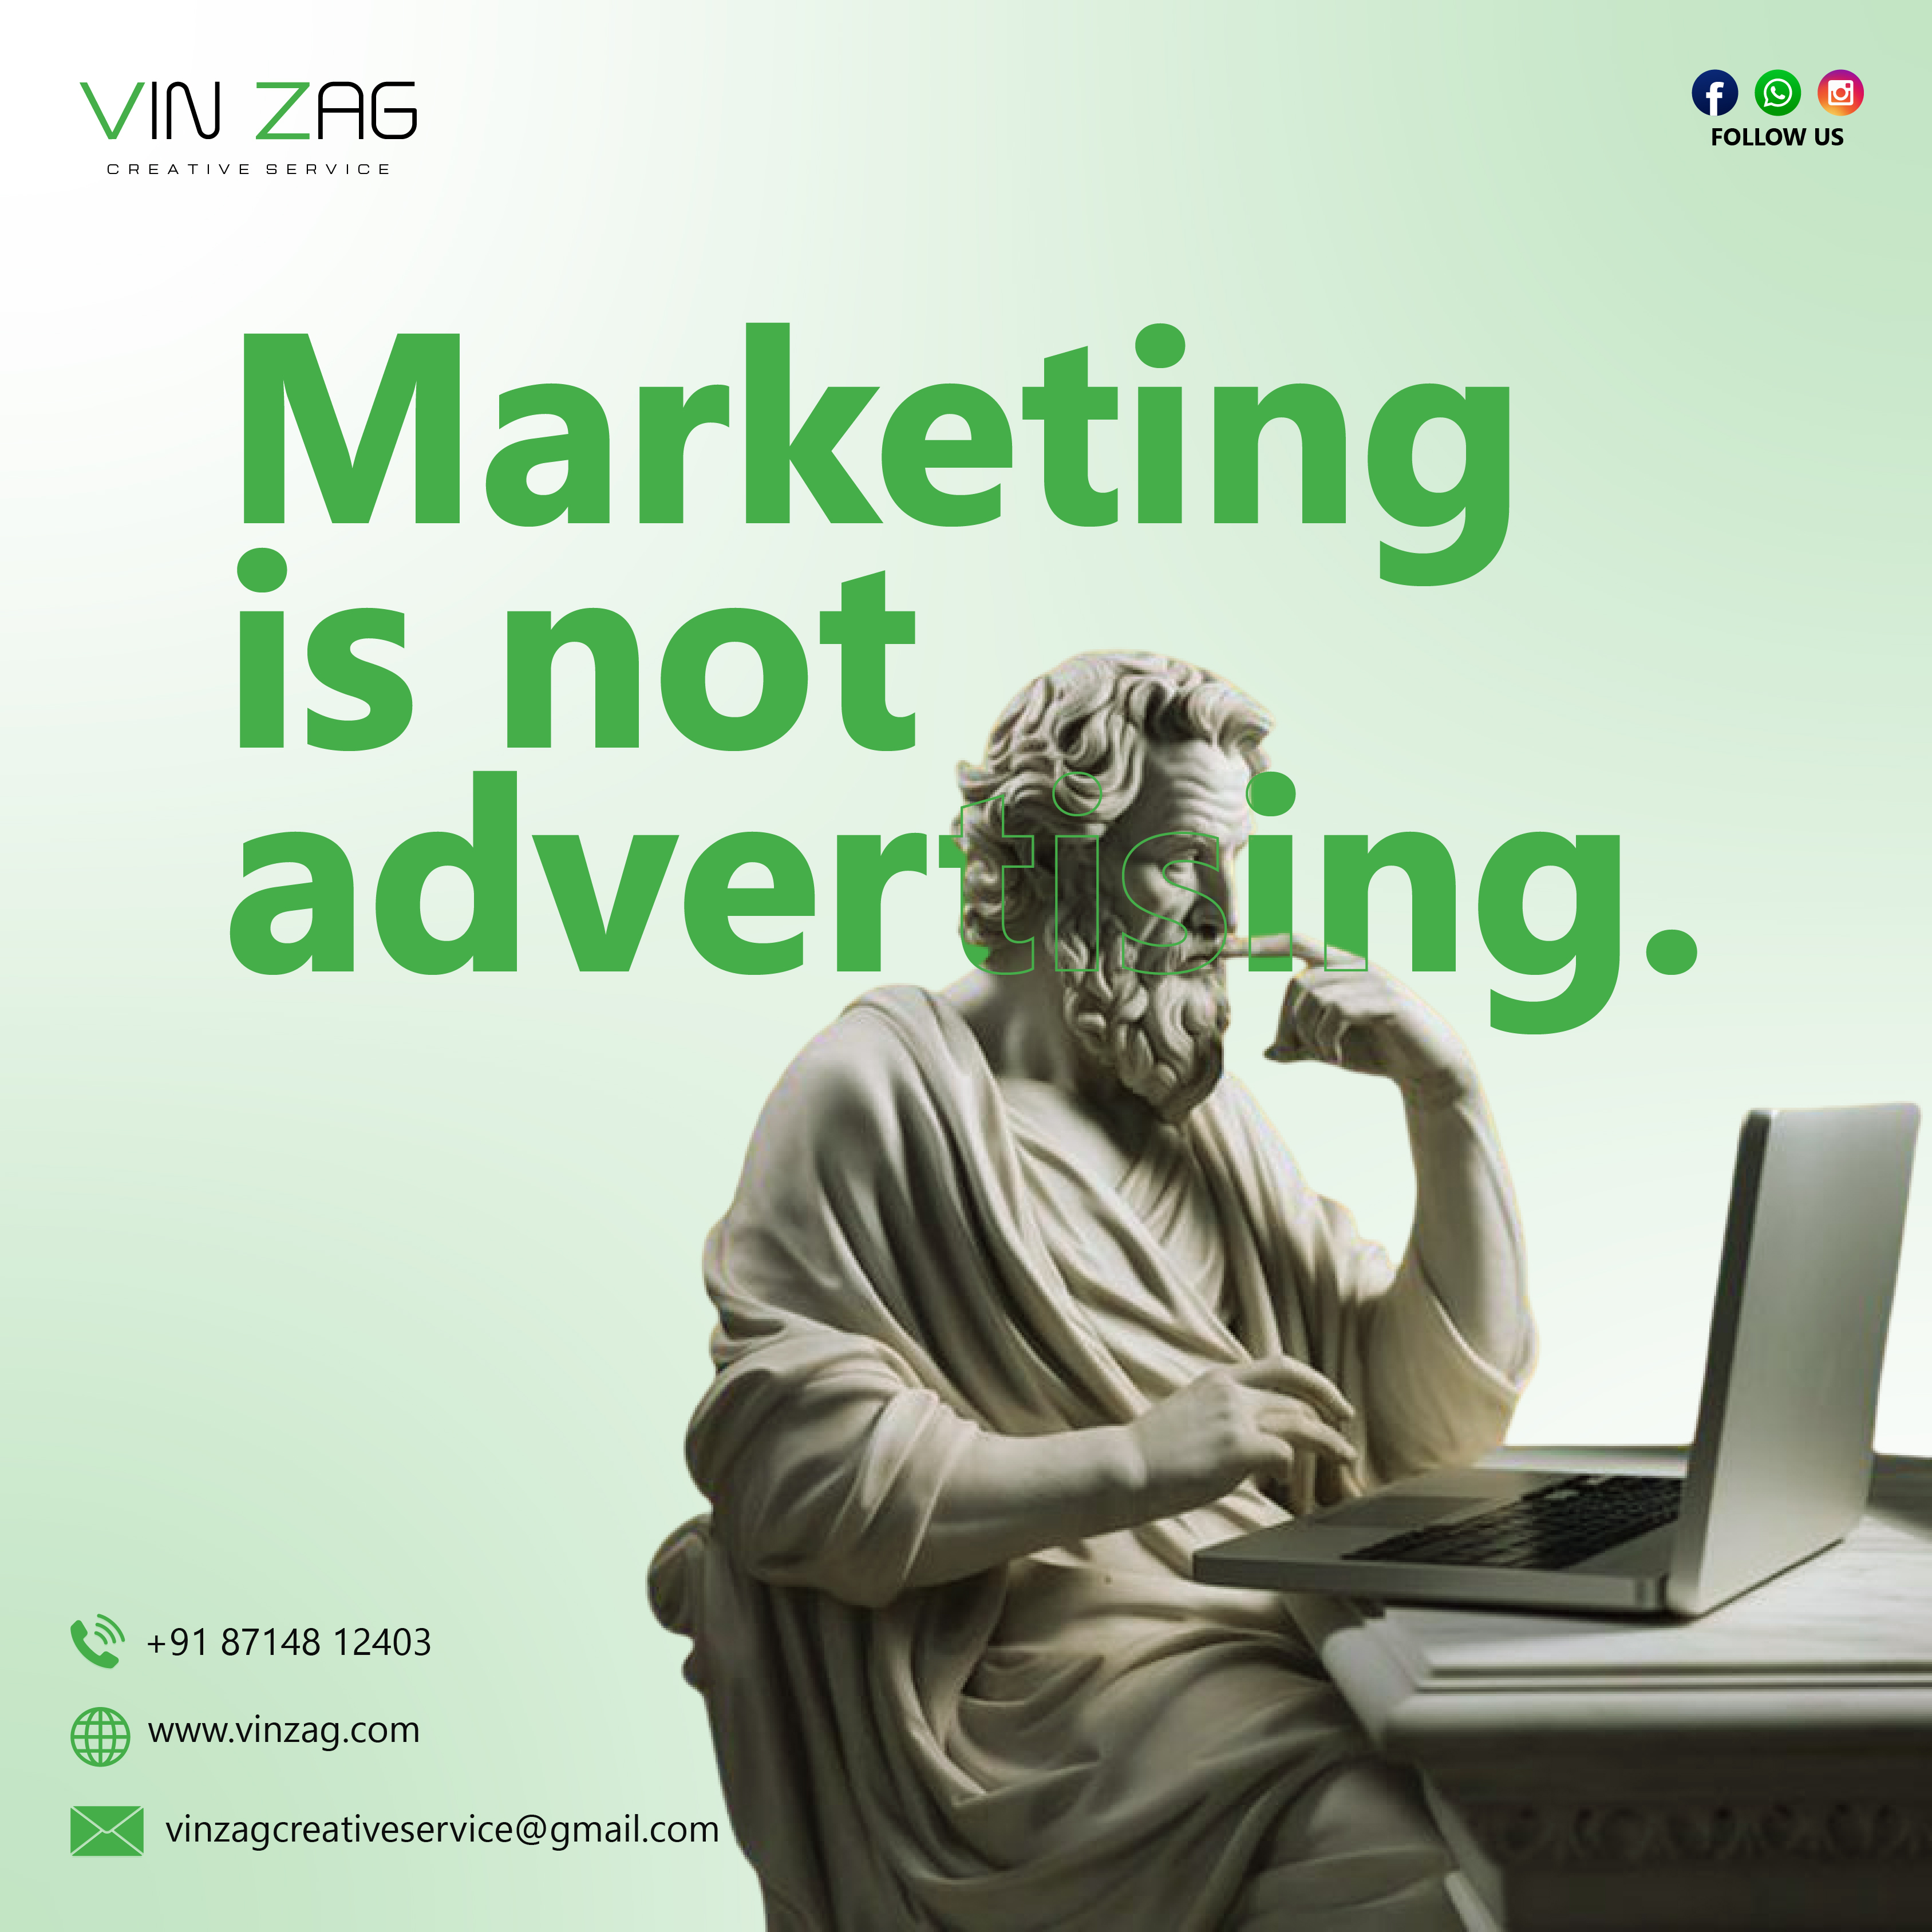 VIN ZAG
CREATIVE SERVICE
FOLLOW US
Marketing
is not
advertising.
+91 87148 12403
www.vinzag.com
vinzagcreativeservice@gmail.com